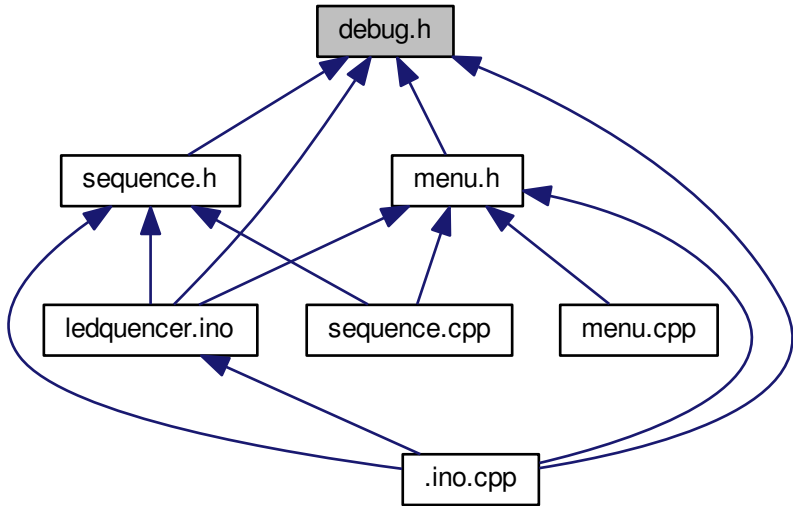 debug.h
sequence.h
menu.h
ledquencer.ino
sequence.cpp
menu.cpp
.ino.cpp